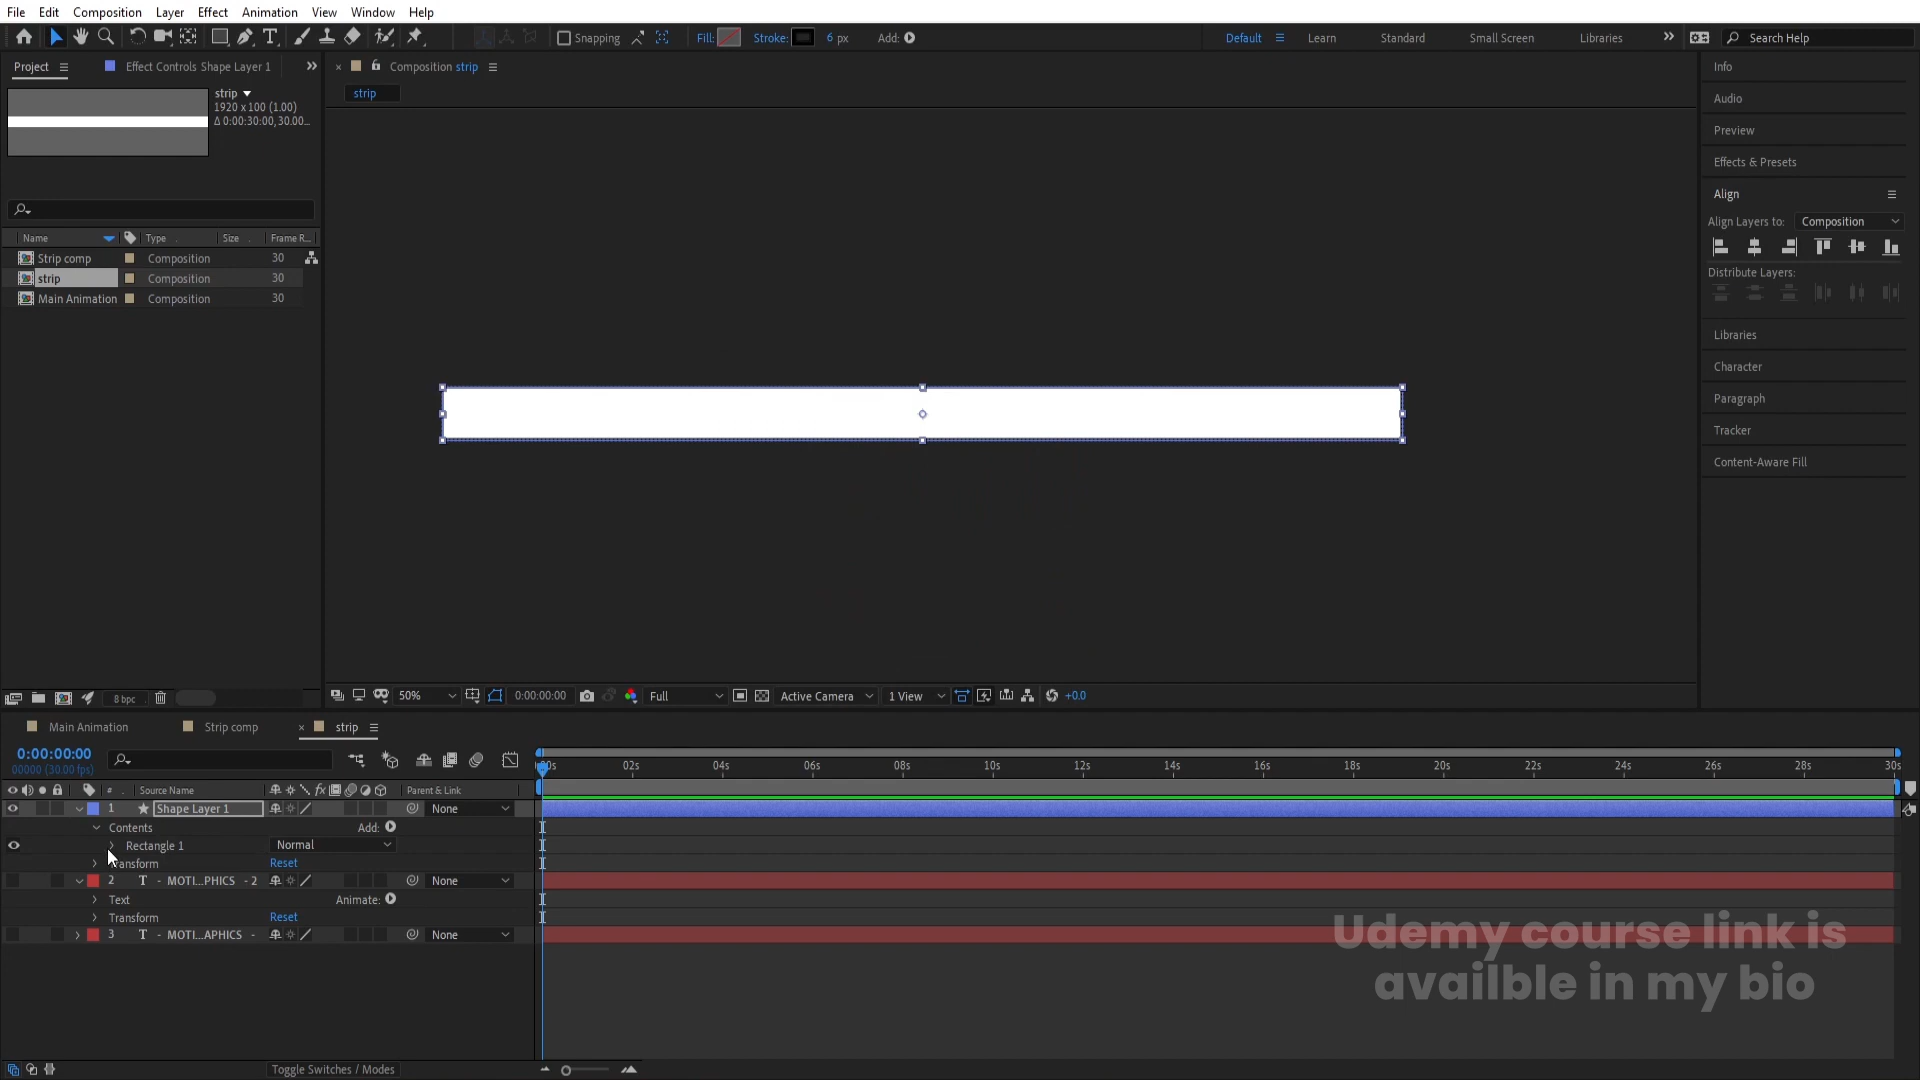 File Edit Composition Layer Effect Animation View Window Help
Snapping Fill: Stroke: 6 px Add: Default Learn Standard Small Screen Libraries Search Help
Project Effect Controls Shape Layer 1
Composition strip
strip
strip
1920 x 100 (1.00)
Δ 0:00:30:00, 30.00...
Name Type Size Frame R...
Strip comp Composition 30
strip Composition 30
Main Animation Composition 30
Info
Audio
Preview
Effects & Presets
Align
Align Layers to: Composition
Distribute Layers:
Libraries
Character
Paragraph
Tracker
Content-Aware Fill
8 bpc
50% 0:00:00:00 Full Active Camera 1 View +0.0
Main Animation Strip comp strip
0:00:00:00
00000 (30.00 fps)
00s 02s 04s 06s 08s 10s 12s 14s 16s 18s 20s 22s 24s 26s 28s 30s
# Source Name fx Parent & Link
1 Shape Layer 1 None
Contents Add:
Rectangle 1 Normal
Transform Reset
2 T - MOTI...PHICS - 2 None
Text Animate:
Transform Reset
3 T - MOTI...APHICS - None
Toggle Switches / Modes
Udemy course link is
availble in my bio